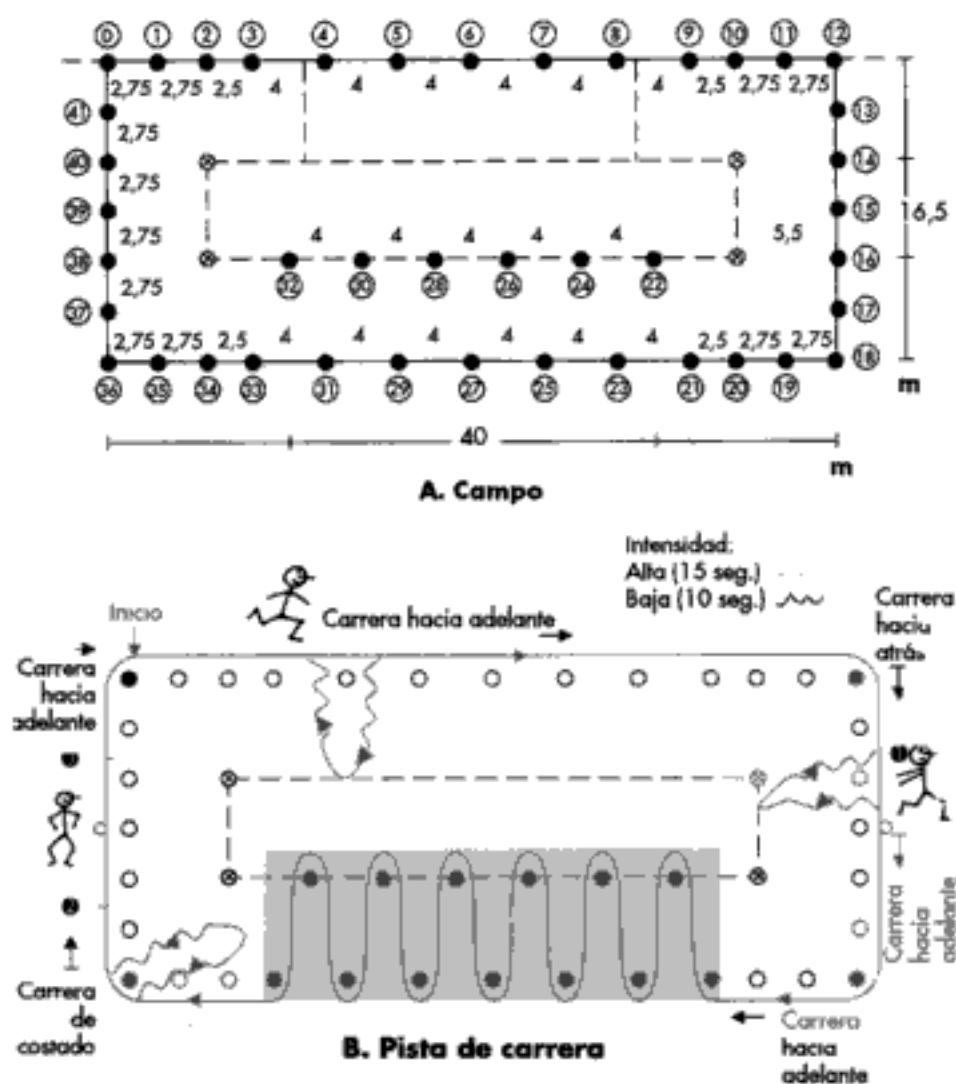 0 1 2 3 4 5 6 7 8 9 10 11 12
2,75 2,75 2,5 4 4 4 4 4 4 4 2,5 2,75 2,75
41 13
2,75
40 14
2,75
39 15 16,5
2,75 4 4 4 4 4 5,5
38 16
32 30 28 26 24 22
2,75
37 17
2,75 2,75 2,5 4 4 4 4 4 4 2,5 2,75 2,75
36 35 34 33 31 29 27 25 23 21 20 19 18
m
40
m
A. Campo
Intensidad:
Alta (15 seg.)
Baja (10 seg.)
Inicio
Carrera hacia adelante
Carrera
haciu
atrás
Carrera
hacia
adelante
1
1
2
Carrera
hacia
adelante
Carrera
de
costado
B. Pista de carrera
Carrera
hacia
adelante